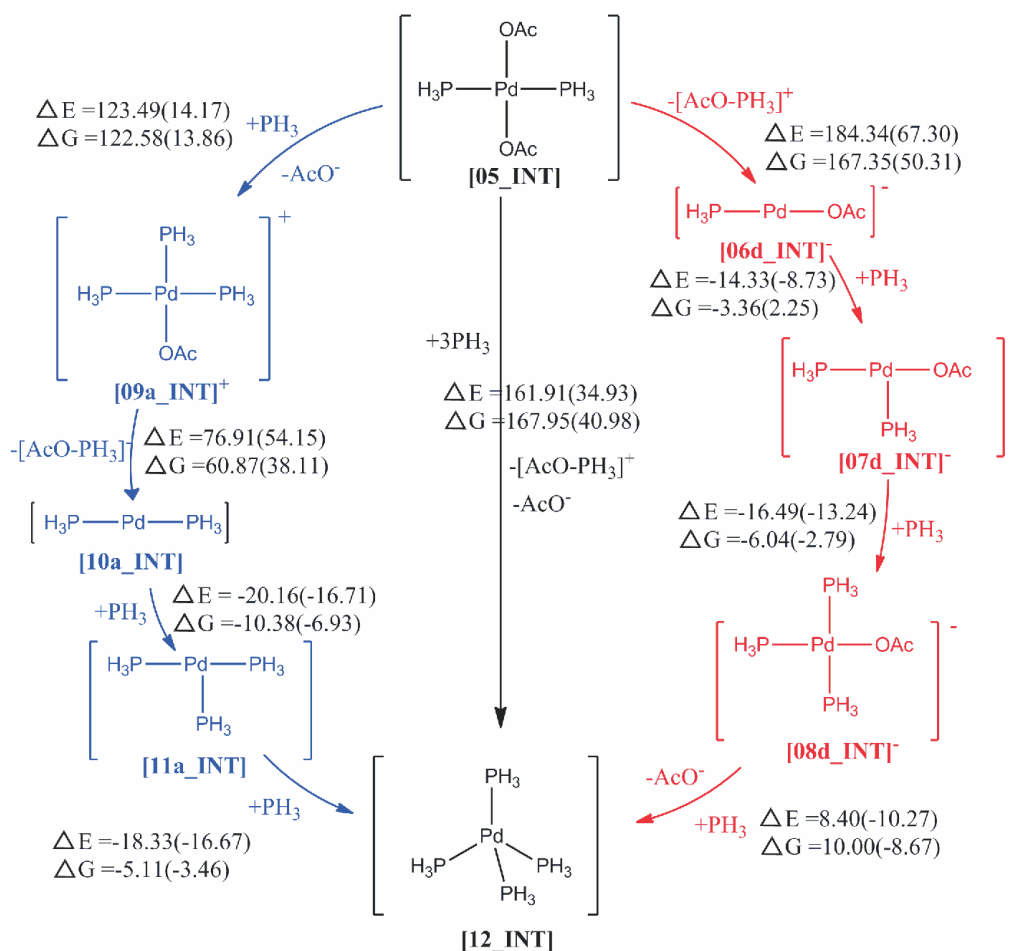 OAc
H₃P—Pd—PH₃
OAc
[05_INT]
△E =123.49(14.17)
△G =122.58(13.86)
+PH₃
-AcO⁻
-[AcO-PH₃]⁺
△E =184.34(67.30)
△G =167.35(50.31)
H₃P—Pd—OAc -
[06d_INT]⁻
△E =-14.33(-8.73)
△G =-3.36(2.25)
+PH₃
PH₃ +
H₃P—Pd—PH₃
OAc
[09a_INT]⁺
+3PH₃
△E =161.91(34.93)
△G =167.95(40.98)
-[AcO-PH₃]⁺
-AcO⁻
H₃P—Pd—OAc
PH₃
[07d_INT]⁻
-[AcO-PH₃]⁻
△E =76.91(54.15)
△G =60.87(38.11)
H₃P—Pd—PH₃
[10a_INT]
△E =-16.49(-13.24)
△G =-6.04(-2.79)
+PH₃
+PH₃
△E = -20.16(-16.71)
△G =-10.38(-6.93)
PH₃ -
H₃P—Pd—OAc
PH₃
[08d_INT]⁻
H₃P—Pd—PH₃
PH₃
[11a_INT]
+PH₃
△E =-18.33(-16.67)
△G =-5.11(-3.46)
-AcO⁻
+PH₃
△E =8.40(-10.27)
△G =10.00(-8.67)
PH₃
Pd
H₃P PH₃
PH₃
[12_INT]